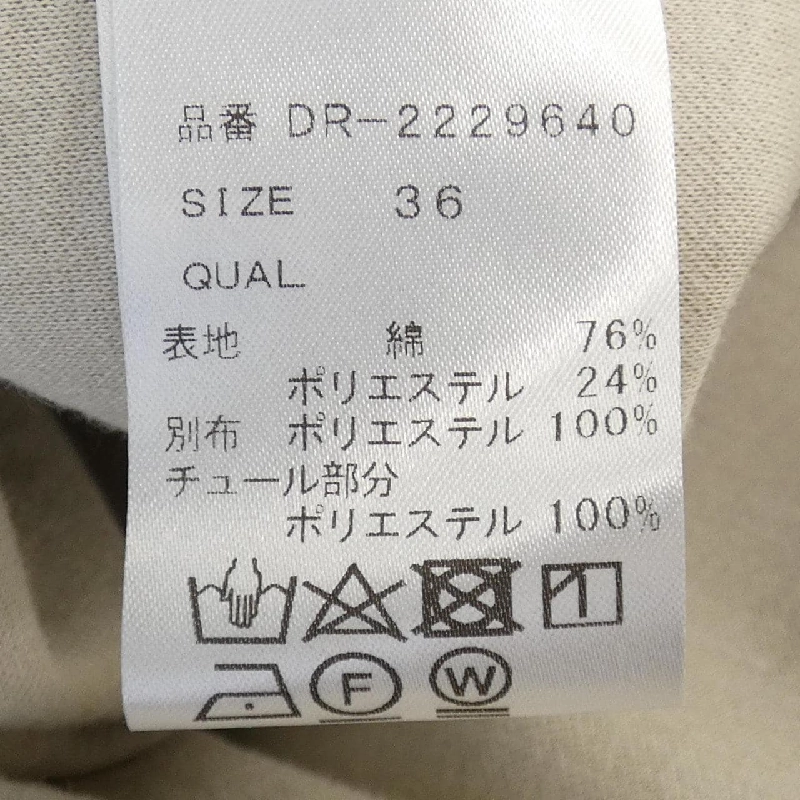 品番 DR-2229640
SIZE 36
QUAL.
表地 綿 76%
ポリエステル 24%
別布 ポリエステル 100%
チュール部分
ポリエステル 100%
F W